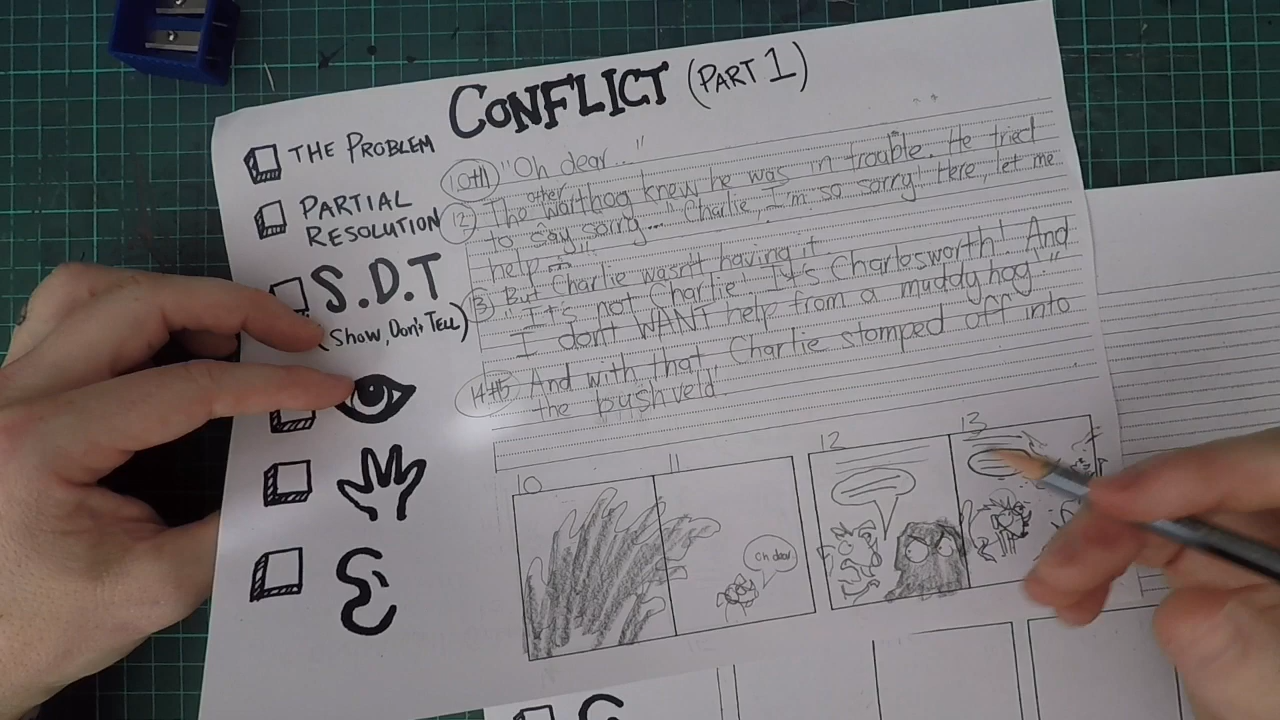 CONFLICT (PART 1)
THE PROBLEM
PARTIAL
RESOLUTION
S.D.T
(SHOW, DON'T TELL)
10+11 "Oh dear..."
other
12 The warthog knew he was in trouble. He tried
to say sorry... "Charlie, I'm so sorry! Here, let me
help..."
13 But Charlie wasn't having it
"It's not Charlie! It's Charlesworth! And
I don't WANT help from a muddy hog!"
14+15 And with that Charlie stomped off into
the bushveld.
10
11
12
13
Oh dear